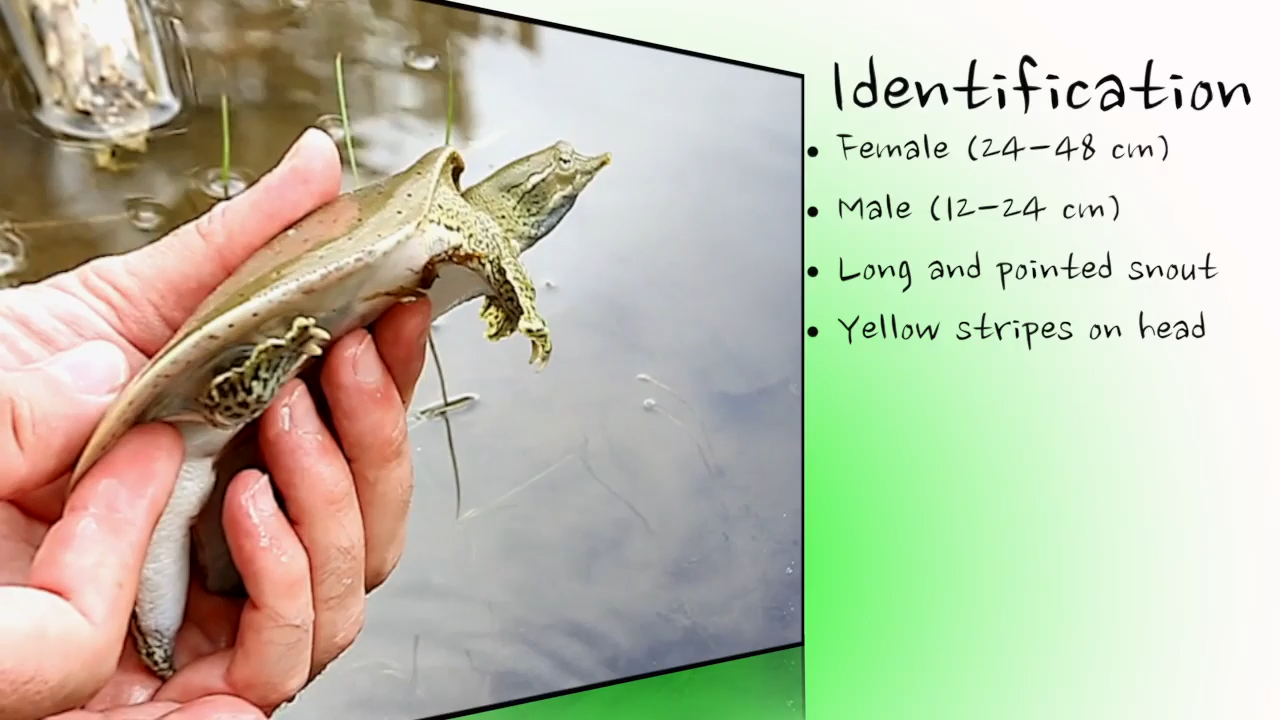 Identification
• Female (24-48 cm)
• Male (12-24 cm)
• Long and pointed snout
• Yellow stripes on head